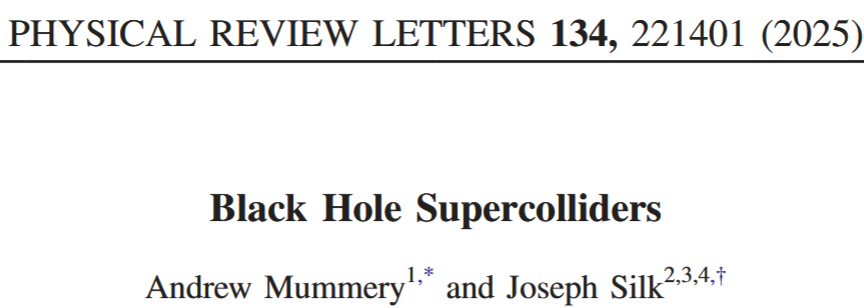 PHYSICAL REVIEW LETTERS 134, 221401 (2025)
Black Hole Supercolliders
Andrew Mummery1,* and Joseph Silk2,3,4,†